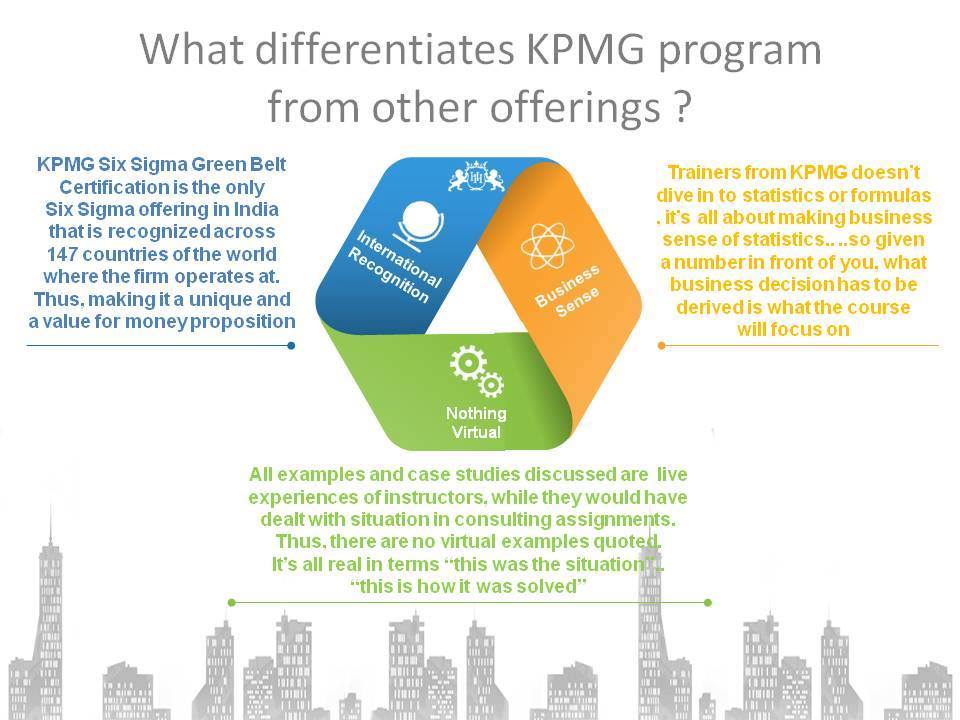 What differentiates KPMG program
from other offerings ?
KPMG Six Sigma Green Belt
Certification is the only
Six Sigma offering in India
that is recognized across
147 countries of the world
where the firm operates at.
Thus, making it a unique and
a value for money proposition
International
Recognition
Business
Sense
Nothing
Virtual
Trainers from KPMG doesn't
dive in to statistics or formulas
, it's all about making business
sense of statistics.. ..so given
a number in front of you, what
business decision has to be
derived is what the course
will focus on
All examples and case studies discussed are live
experiences of instructors, while they would have
dealt with situation in consulting assignments.
Thus, there are no virtual examples quoted.
It's all real in terms “this was the situation”..
“this is how it was solved”